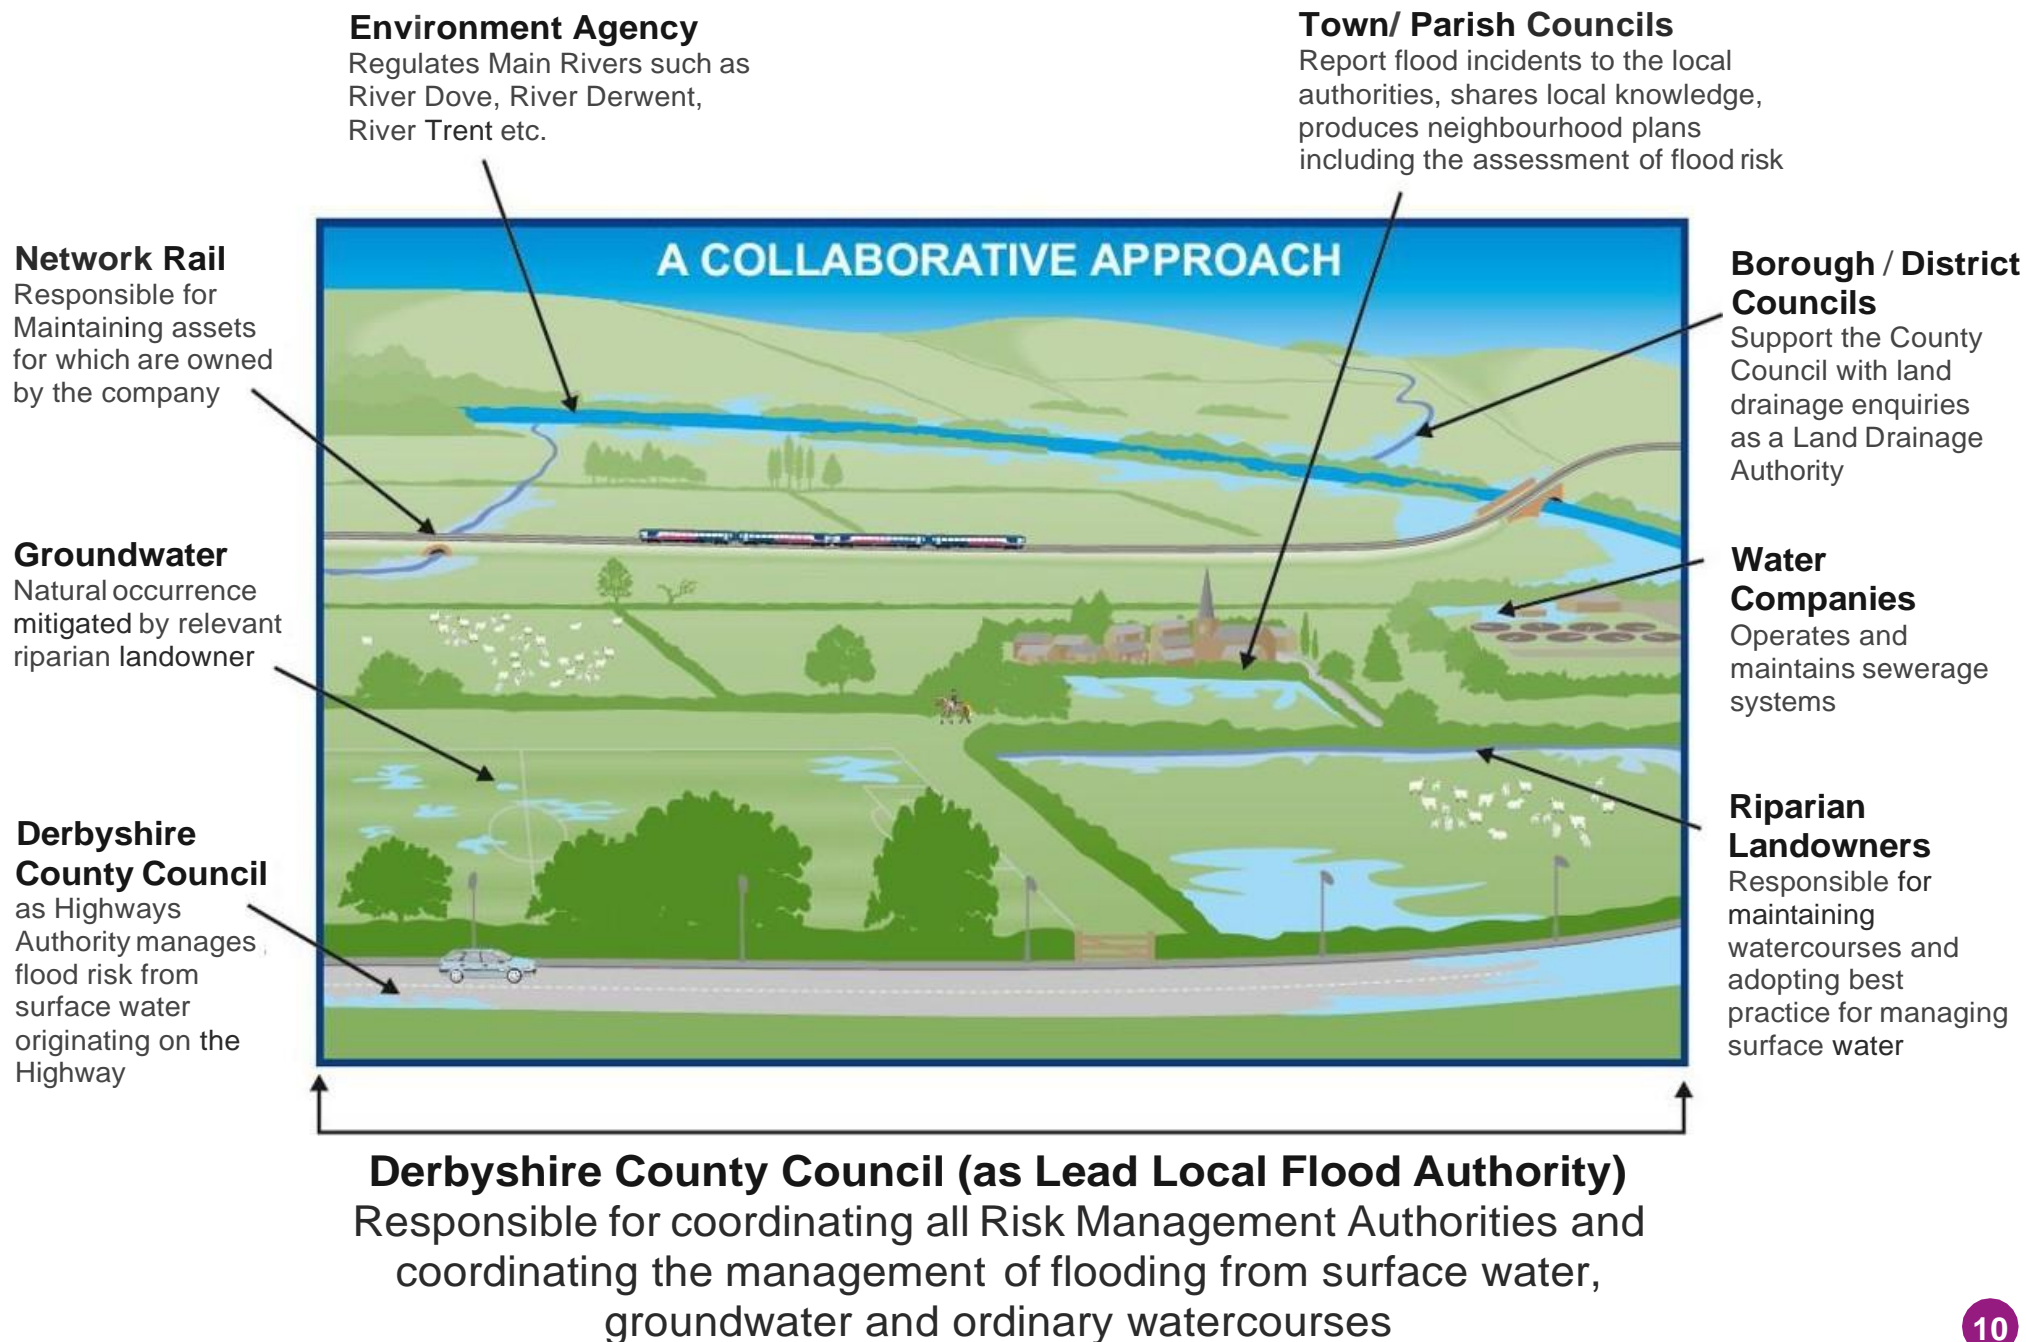 Environment Agency
Regulates Main Rivers such as
River Dove, River Derwent,
River Trent etc.
Town/ Parish Councils
Report flood incidents to the local
authorities, shares local knowledge,
produces neighbourhood plans
including the assessment of flood risk
A COLLABORATIVE APPROACH
Network Rail
Responsible for
Maintaining assets
for which are owned
by the company
Borough / District
Councils
Support the County
Council with land
drainage enquiries
as a Land Drainage
Authority
Groundwater
Natural occurrence
mitigated by relevant
riparian landowner
Water
Companies
Operates and
maintains sewerage
systems
Derbyshire
County Council
as Highways
Authority manages
flood risk from
surface water
originating on the
Highway
Riparian
Landowners
Responsible for
maintaining
watercourses and
adopting best
practice for managing
surface water
Derbyshire County Council (as Lead Local Flood Authority)
Responsible for coordinating all Risk Management Authorities and
coordinating the management of flooding from surface water,
groundwater and ordinary watercourses
10